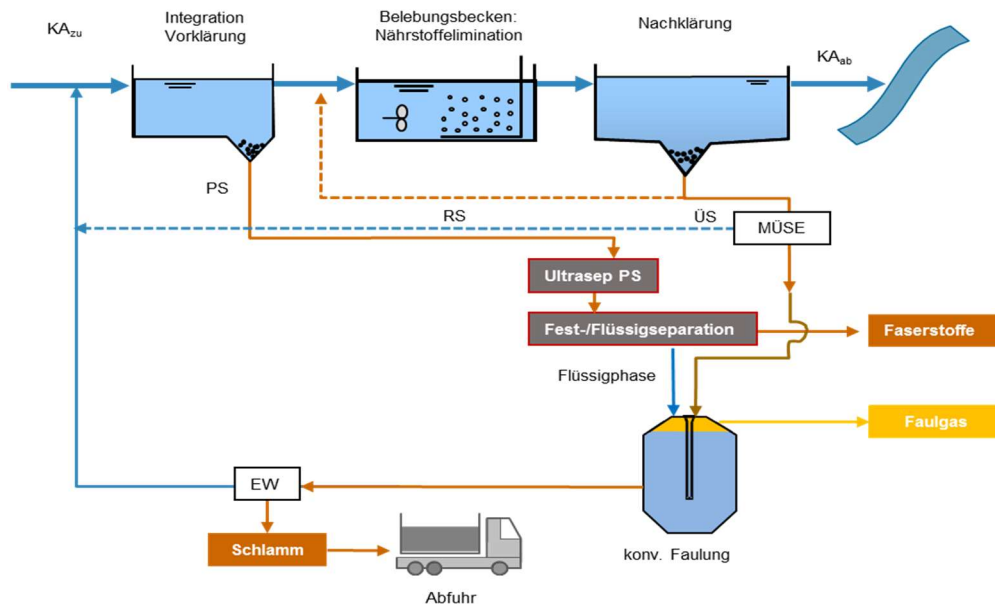 KAzu
Integration
Vorklärung
Belebungsbecken:
Nährstoffelimination
Nachklärung
KAab
PS
RS
ÜS
MÜSE
Ultrasep PS
Fest-/Flüssigseparation
Faserstoffe
Flüssigphase
Faulgas
EW
Schlamm
konv. Faulung
Abfuhr